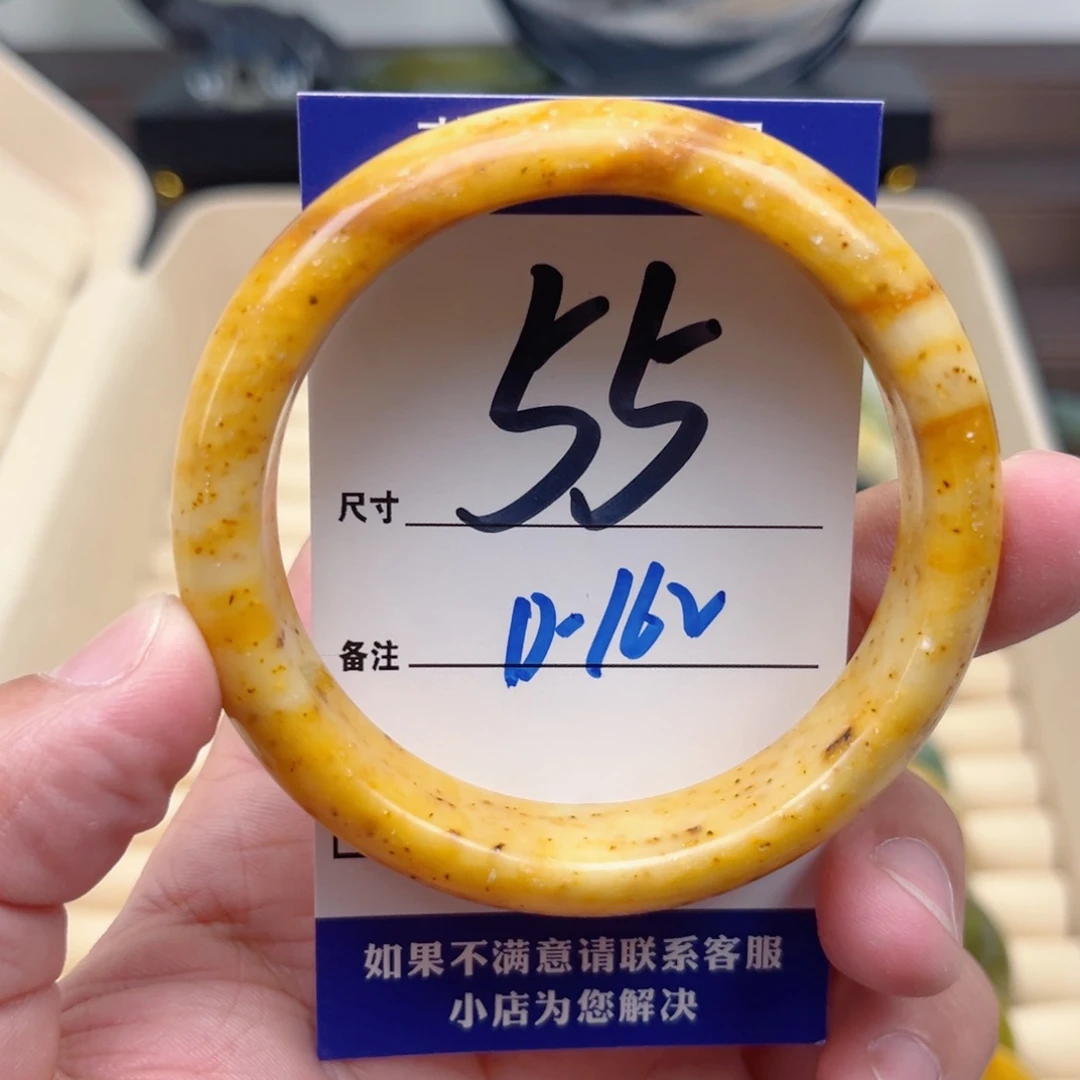 55
尺寸
D-162
备注
如果不满意请联系客服
小店为您解决